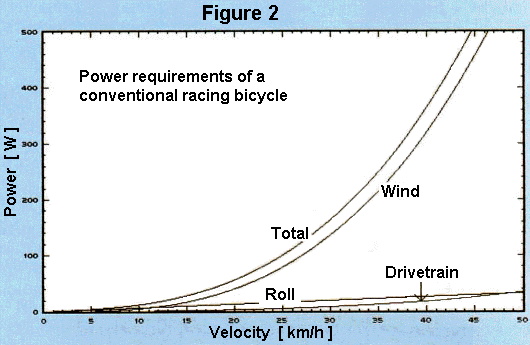 Figure 2
Power requirements of a
conventional racing bicycle
Power [ W ]
500
400
300
200
100
Total
Wind
Roll
Drivetrain
0 5 10 15 20 25 30 35 40 45 50
Velocity [ km/h ]